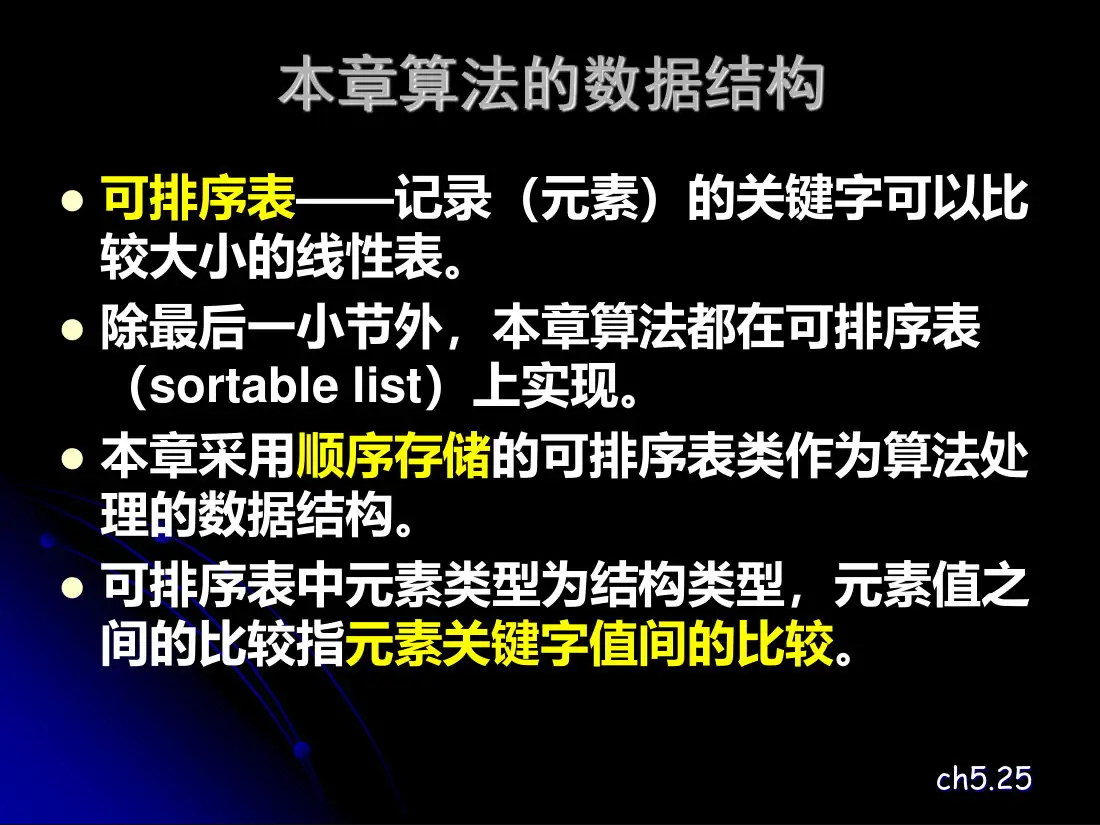 本章算法的数据结构
可排序表——记录（元素）的关键字可以比
较大小的线性表。
除最后一小节外，本章算法都在可排序表
（sortable list）上实现。
本章采用顺序存储的可排序表类作为算法处
理的数据结构。
可排序表中元素类型为结构类型，元素值之
间的比较指元素关键字值间的比较。
ch5.25